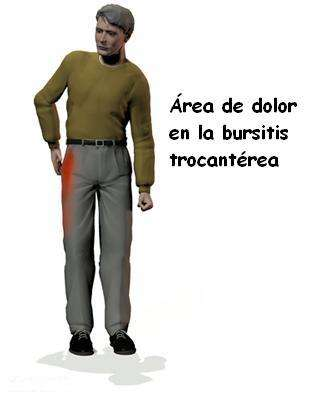 Área de dolor
en la bursitis
trocantérea